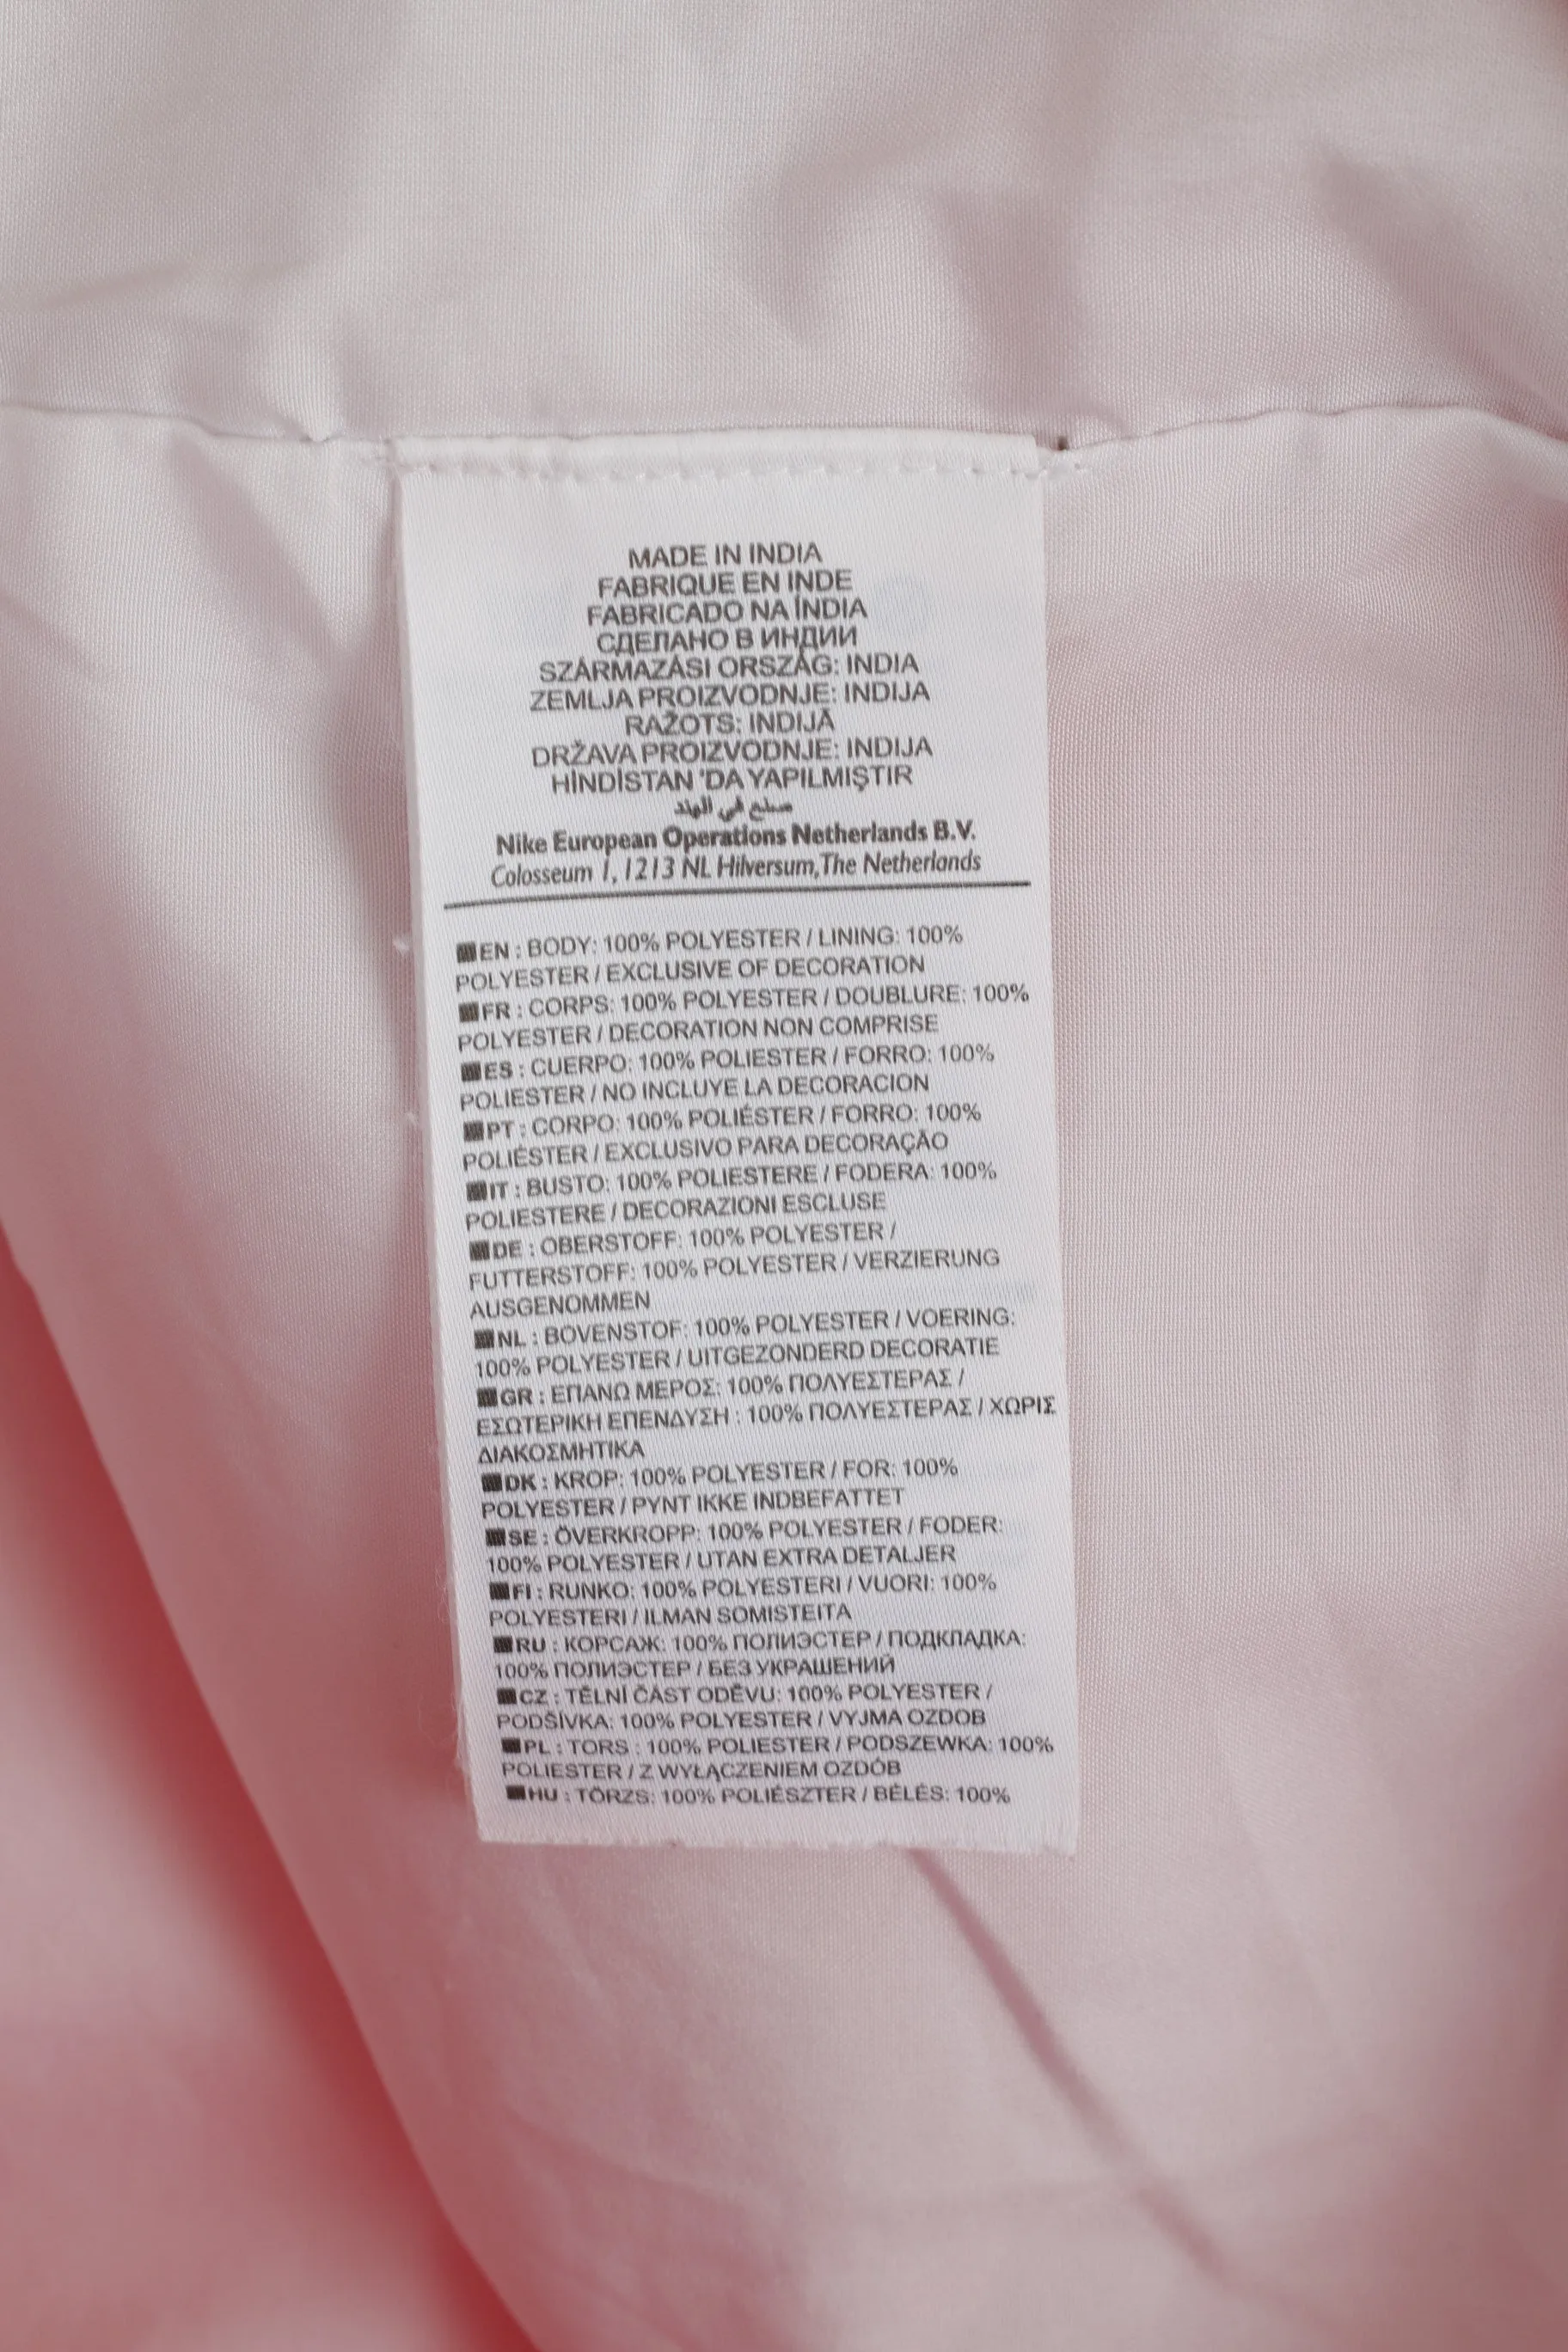 MADE IN INDIA
FABRIQUE EN INDE
FABRICADO NA ÍNDIA
СДЕЛАНО В ИНДИИ
SZÁRMAZÁSI ORSZÁG: INDIA
ZEMLJA PROIZVODNJE: INDIJA
RAŽOTS: INDIJĀ
DRŽAVA PROIZVODNJE: INDIJA
HİNDİSTAN 'DA YAPILMIŞTIR
صنع في الهند
Nike European Operations Netherlands B.V.
Colosseum 1, 1213 NL Hilversum, The Netherlands
EN : BODY: 100% POLYESTER / LINING: 100%
POLYESTER / EXCLUSIVE OF DECORATION
FR : CORPS: 100% POLYESTER / DOUBLURE: 100%
POLYESTER / DECORATION NON COMPRISE
ES : CUERPO: 100% POLIESTER / FORRO: 100%
POLIESTER / NO INCLUYE LA DECORACION
PT : CORPO: 100% POLIÉSTER / FORRO: 100%
POLIÉSTER / EXCLUSIVO PARA DECORAÇÃO
IT : BUSTO: 100% POLIESTERE / FODERA: 100%
POLIESTERE / DECORAZIONI ESCLUSE
DE : OBERSTOFF: 100% POLYESTER /
FUTTERSTOFF: 100% POLYESTER / VERZIERUNG
AUSGENOMMEN
NL : BOVENSTOF: 100% POLYESTER / VOERING:
100% POLYESTER / UITGEZONDERD DECORATIE
GR : ΕΠΑΝΩ ΜΕΡΟΣ: 100% ΠΟΛΥΕΣΤΕΡΑΣ /
ΕΣΩΤΕΡΙΚΗ ΕΠΕΝΔΥΣΗ : 100% ΠΟΛΥΕΣΤΕΡΑΣ / ΧΩΡΙΣ
ΔΙΑΚΟΣΜΗΤΙΚΑ
DK : KROP: 100% POLYESTER / FOR: 100%
POLYESTER / PYNT IKKE INDBEFATTET
SE : ÖVERKROPP: 100% POLYESTER / FODER:
100% POLYESTER / UTAN EXTRA DETALJER
FI : RUNKO: 100% POLYESTERI / VUORI: 100%
POLYESTERI / ILMAN SOMISTEITA
RU : КОРСАЖ: 100% ПОЛИЭСТЕР / ПОДКЛАДКА:
100% ПОЛИЭСТЕР / БЕЗ УКРАШЕНИЙ
CZ : TĚLNÍ ČÁST ODĚVU: 100% POLYESTER /
PODŠÍVKA: 100% POLYESTER / VYJMA OZDOB
PL : TORS : 100% POLIESTER / PODSZEWKA: 100%
POLIESTER / Z WYŁĄCZENIEM OZDÓB
HU : TÖRZS: 100% POLIÉSZTER / BÉLÉS: 100%